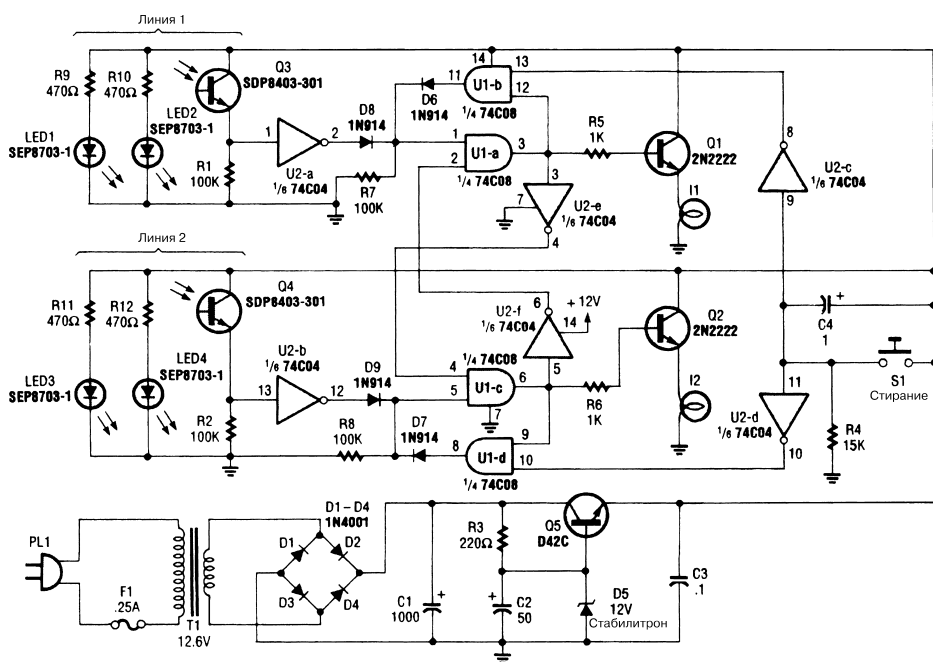 Линия 1
R9
470Ω
R10
470Ω
Q3
SDP8403-301
LED1
SEP8703-1
LED2
SEP8703-1
R1
100K
1
2
U2-a
1/6 74C04
D8
1N914
R7
100K
D6
1N914
11
14
U1-b
13
12
1/4 74C08
1
2
U1-a
3
1/4 74C08
R5
1K
Q1
2N2222
I1
3
7
4
U2-e
1/6 74C04
8
U2-c
1/6 74C04
9
Линия 2
R11
470Ω
R12
470Ω
Q4
SDP8403-301
LED3
SEP8703-1
LED4
SEP8703-1
R2
100K
U2-b
1/6 74C04
13
12
D9
1N914
R8
100K
D7
1N914
6
U2-f
1/6 74C04
+ 12V
14
5
1/4 74C08
4
5
U1-c
6
7
8
U1-d
9
10
1/4 74C08
R6
1K
Q2
2N2222
I2
+
C4
1
11
U2-d
1/6 74C04
10
R4
15K
S1
Стирание
PL1
F1
.25A
T1
12.6V
D1–D4
1N4001
D1
D2
D3
D4
C1
1000
+
R3
220Ω
+
C2
50
Q5
D42C
D5
12V
Стабилитрон
C3
.1